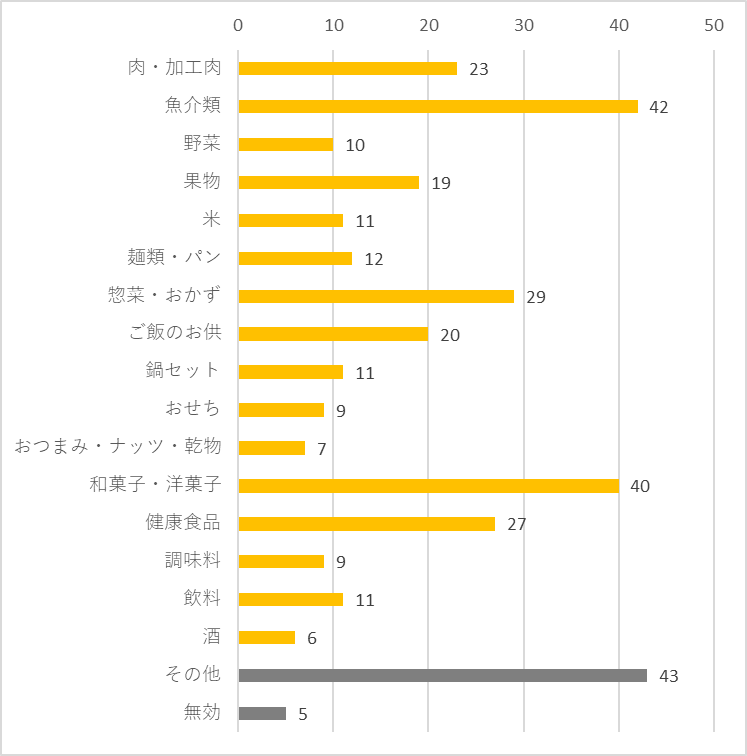 0 10 20 30 40 50
肉・加工肉 23
魚介類 42
野菜 10
果物 19
米 11
麺類・パン 12
惣菜・おかず 29
ご飯のお供 20
鍋セット 11
おせち 9
おつまみ・ナッツ・乾物 7
和菓子・洋菓子 40
健康食品 27
調味料 9
飲料 11
酒 6
その他 43
無効 5